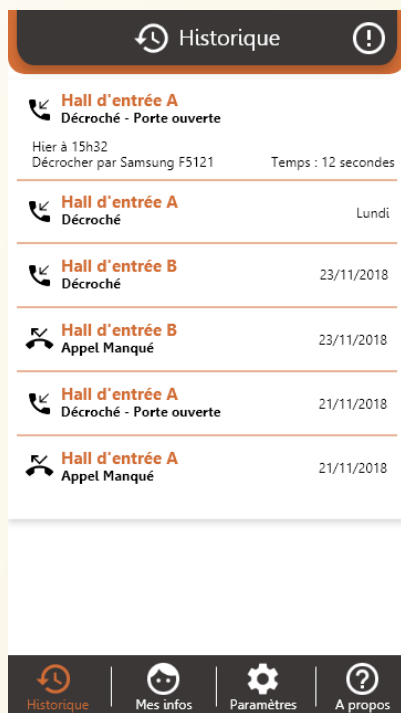 Historique
Hall d'entrée A
Décroché - Porte ouverte
Hier à 15h32
Décrocher par Samsung F5121 Temps : 12 secondes
Hall d'entrée A
Décroché Lundi
Hall d'entrée B
Décroché 23/11/2018
Hall d'entrée B
Appel Manqué 23/11/2018
Hall d'entrée A
Décroché - Porte ouverte 21/11/2018
Hall d'entrée A
Appel Manqué 21/11/2018
Historique Mes infos Paramètres A propos